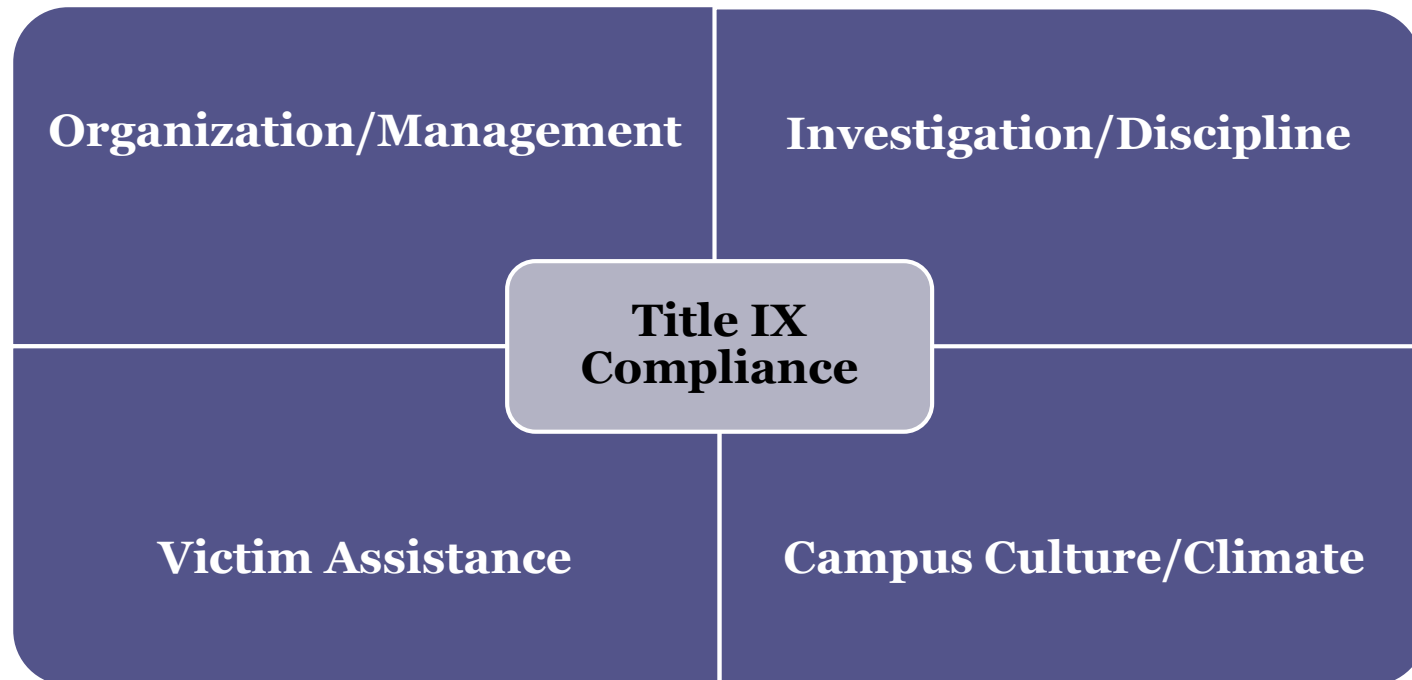 Organization/Management
Investigation/Discipline
Title IX
Compliance
Victim Assistance
Campus Culture/Climate